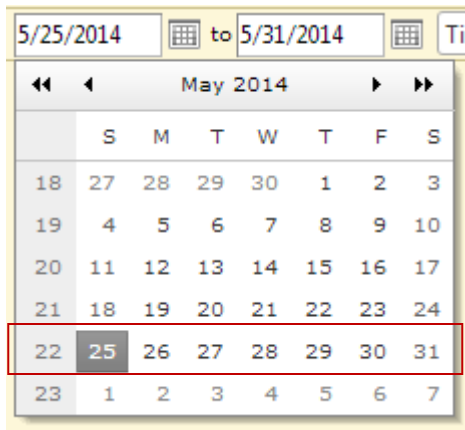 5/25/2014 to 5/31/2014 Ti
May 2014
S M T W T F S
18 27 28 29 30 1 2 3
19 4 5 6 7 8 9 10
20 11 12 13 14 15 16 17
21 18 19 20 21 22 23 24
22 25 26 27 28 29 30 31
23 1 2 3 4 5 6 7